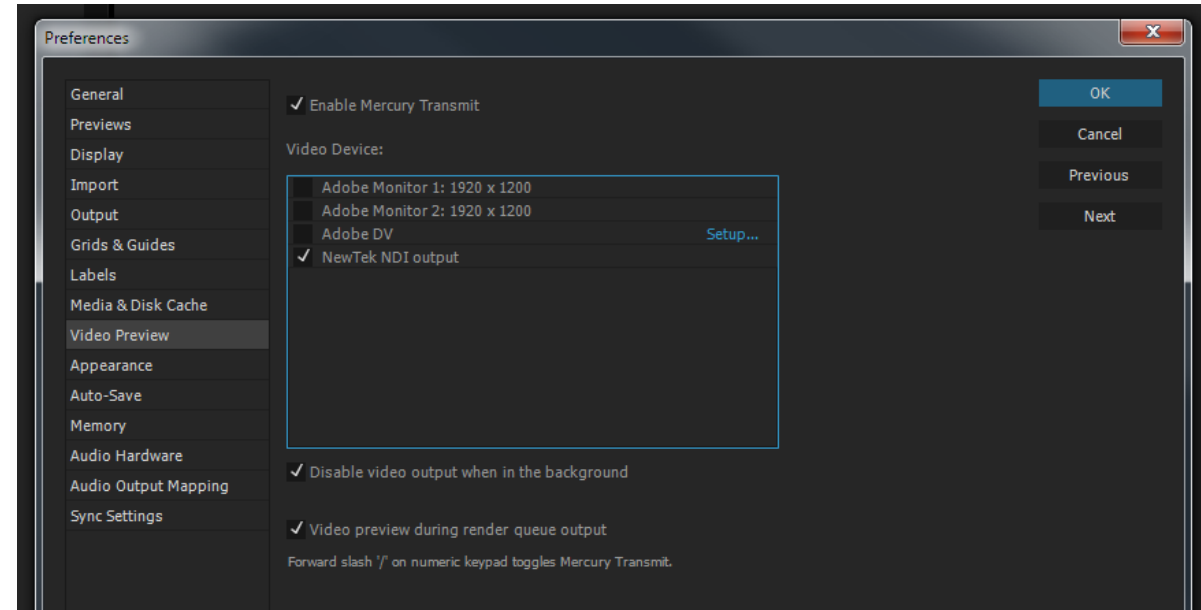 Preferences
General
Previews
Display
Import
Output
Grids & Guides
Labels
Media & Disk Cache
Video Preview
Appearance
Auto-Save
Memory
Audio Hardware
Audio Output Mapping
Sync Settings
Enable Mercury Transmit
Video Device:
Adobe Monitor 1: 1920 x 1200
Adobe Monitor 2: 1920 x 1200
Adobe DV Setup...
NewTek NDI output
Disable video output when in the background
Video preview during render queue output
Forward slash '/' on numeric keypad toggles Mercury Transmit.
OK
Cancel
Previous
Next